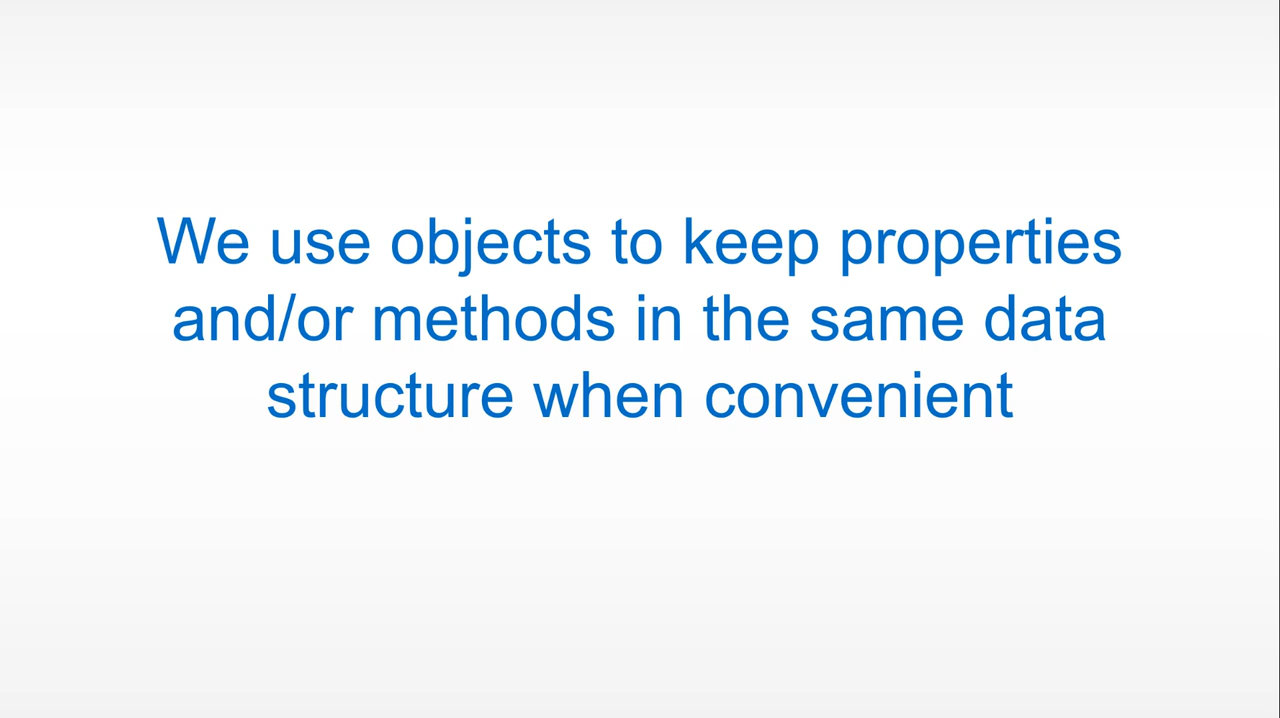 We use objects to keep properties
and/or methods in the same data
structure when convenient